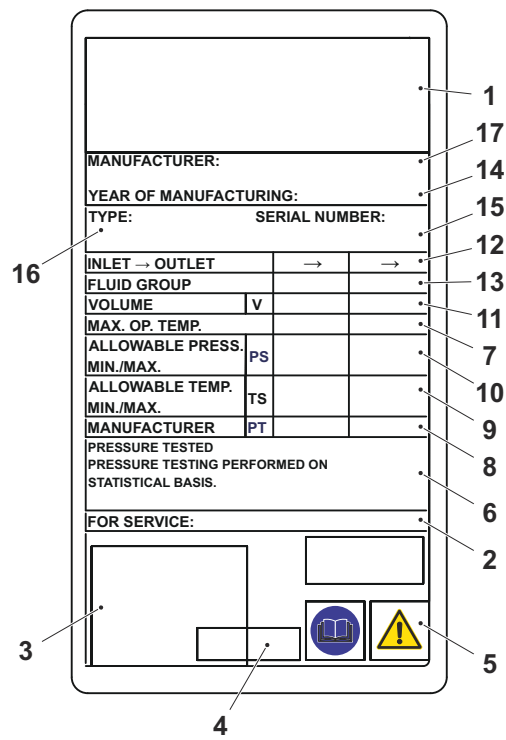 1
MANUFACTURER:
17
YEAR OF MANUFACTURING:
14
TYPE: SERIAL NUMBER:
15
16
INLET → OUTLET → →
12
FLUID GROUP
13
VOLUME V
11
MAX. OP. TEMP.
7
ALLOWABLE PRESS.
MIN./MAX.
PS
10
ALLOWABLE TEMP.
MIN./MAX.
TS
9
MANUFACTURER PT
8
PRESSURE TESTED
PRESSURE TESTING PERFORMED ON
STATISTICAL BASIS.
6
FOR SERVICE:
2
3
4
5